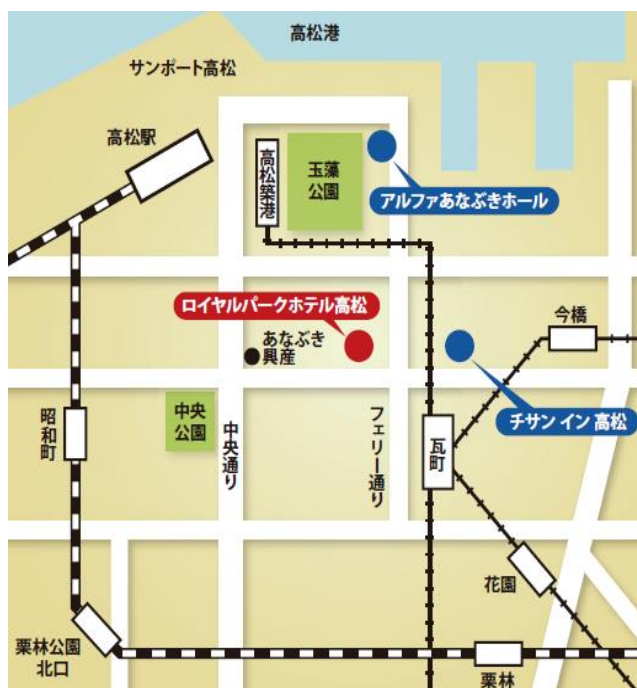 高松港
サンポート高松
高松駅
高松築港
玉藻
公園
アルファあなぶきホール
ロイヤルパークホテル高松
あなぶき
興産
今橋
チサン イン 高松
中央
公園
昭和町
中央通り
フェリー通り
瓦町
花園
栗林公園
北口
栗林